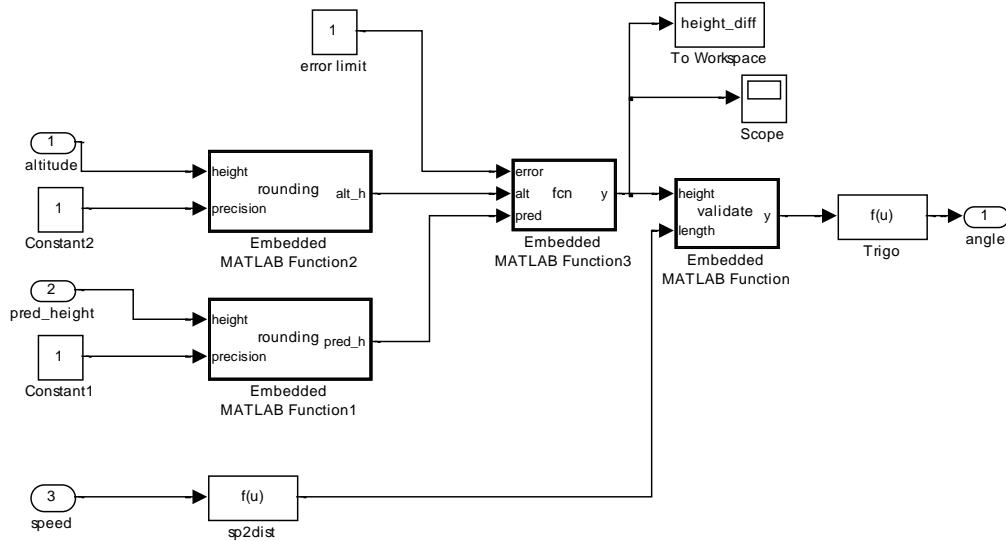 height_diff
To Workspace
1
error limit
Scope
1
altitude
height
rounding
alt_h
precision
1
Constant2
Embedded
MATLAB Function2
error
alt
fcn
y
pred
Embedded
MATLAB Function3
height
validate
y
length
Embedded
MATLAB Function
f(u)
Trigo
1
angle
2
pred_height
height
rounding
pred_h
precision
1
Constant1
Embedded
MATLAB Function1
3
speed
f(u)
sp2dist